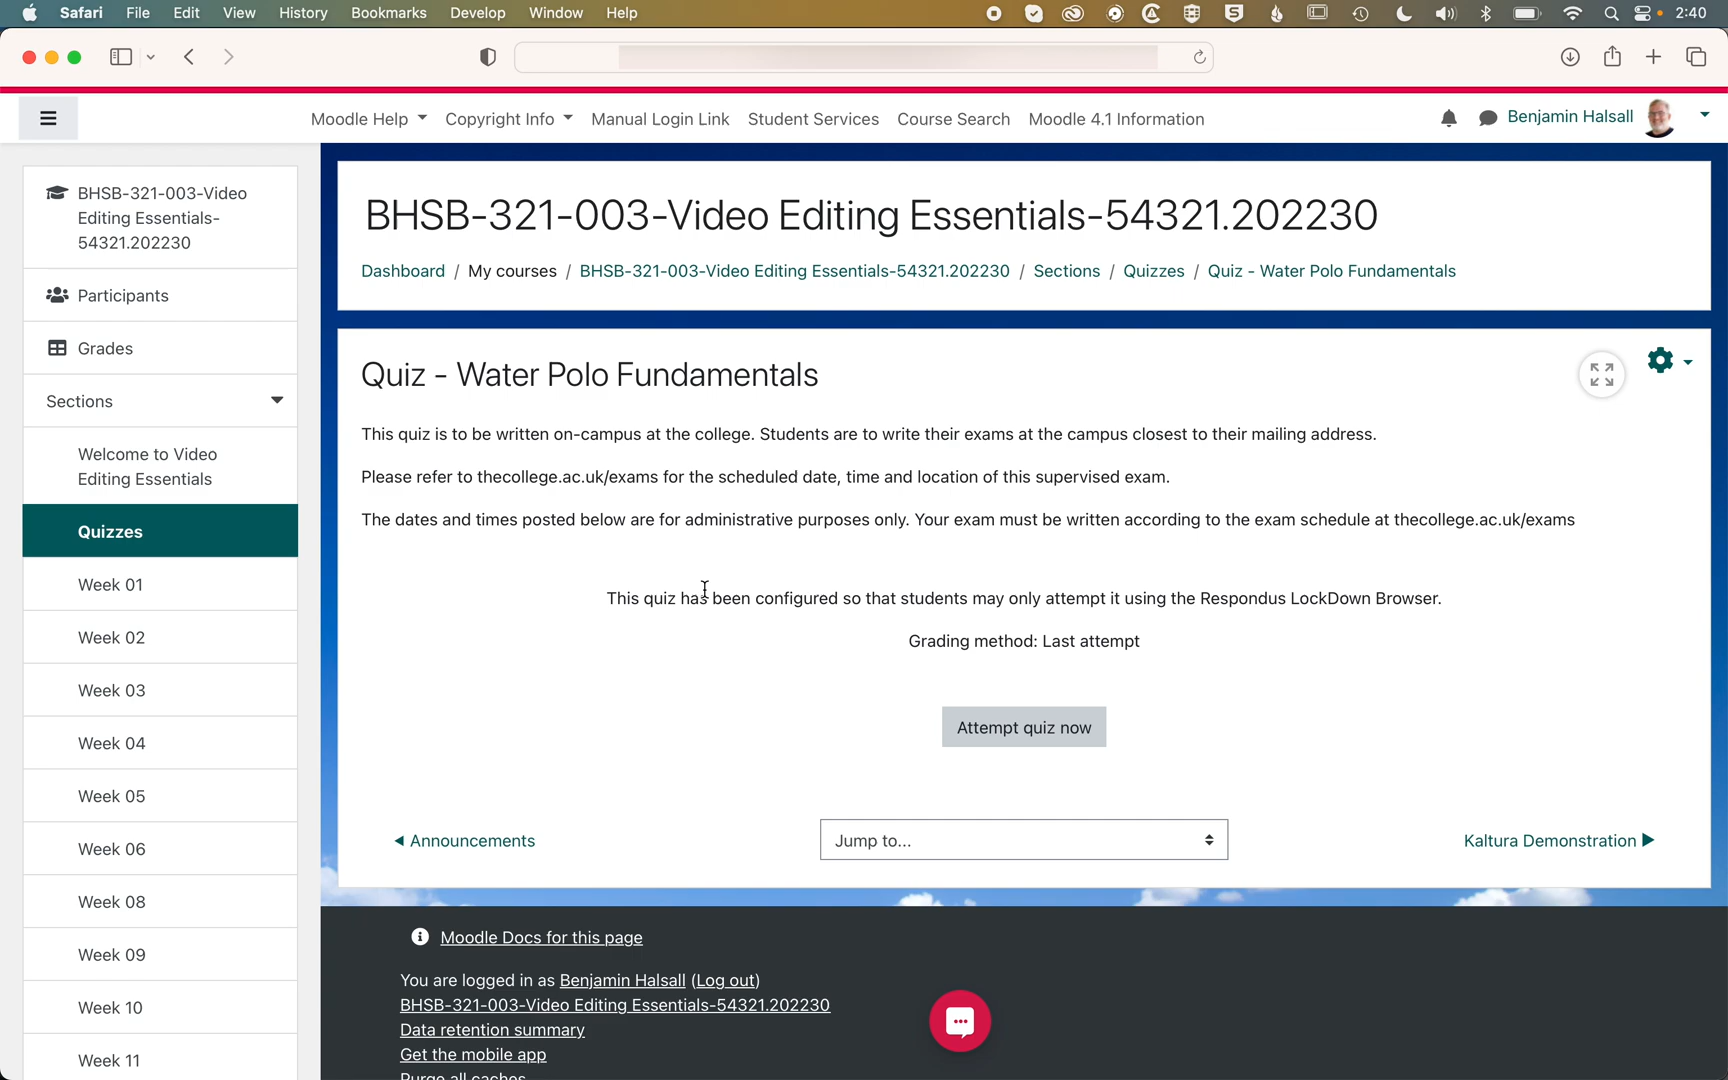 Safari File Edit View History Bookmarks Develop Window Help 2:40
Moodle Help Copyright Info Manual Login Link Student Services Course Search Moodle 4.1 Information Benjamin Halsall
BHSB-321-003-Video
Editing Essentials-
54321.202230
Participants
Grades
Sections
Welcome to Video
Editing Essentials
Quizzes
Week 01
Week 02
Week 03
Week 04
Week 05
Week 06
Week 08
Week 09
Week 10
Week 11
BHSB-321-003-Video Editing Essentials-54321.202230
Dashboard / My courses / BHSB-321-003-Video Editing Essentials-54321.202230 / Sections / Quizzes / Quiz - Water Polo Fundamentals
Quiz - Water Polo Fundamentals
This quiz is to be written on-campus at the college. Students are to write their exams at the campus closest to their mailing address.
Please refer to thecollege.ac.uk/exams for the scheduled date, time and location of this supervised exam.
The dates and times posted below are for administrative purposes only. Your exam must be written according to the exam schedule at thecollege.ac.uk/exams
This quiz has been configured so that students may only attempt it using the Respondus LockDown Browser.
Grading method: Last attempt
Attempt quiz now
◀ Announcements
Jump to...
Kaltura Demonstration ▶
Moodle Docs for this page
You are logged in as Benjamin Halsall (Log out)
BHSB-321-003-Video Editing Essentials-54321.202230
Data retention summary
Get the mobile app
Purge all caches